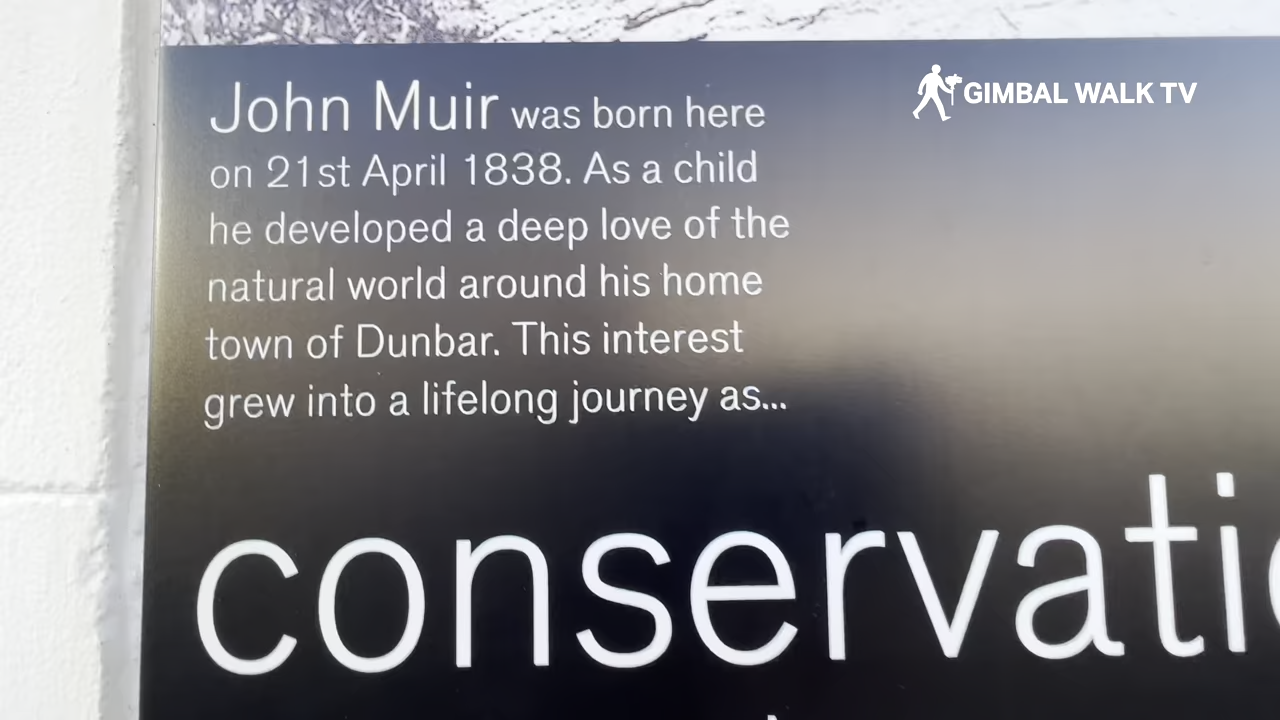 GIMBAL WALK TV
John Muir was born here
on 21st April 1838. As a child
he developed a deep love of the
natural world around his home
town of Dunbar. This interest
grew into a lifelong journey as...
conservati